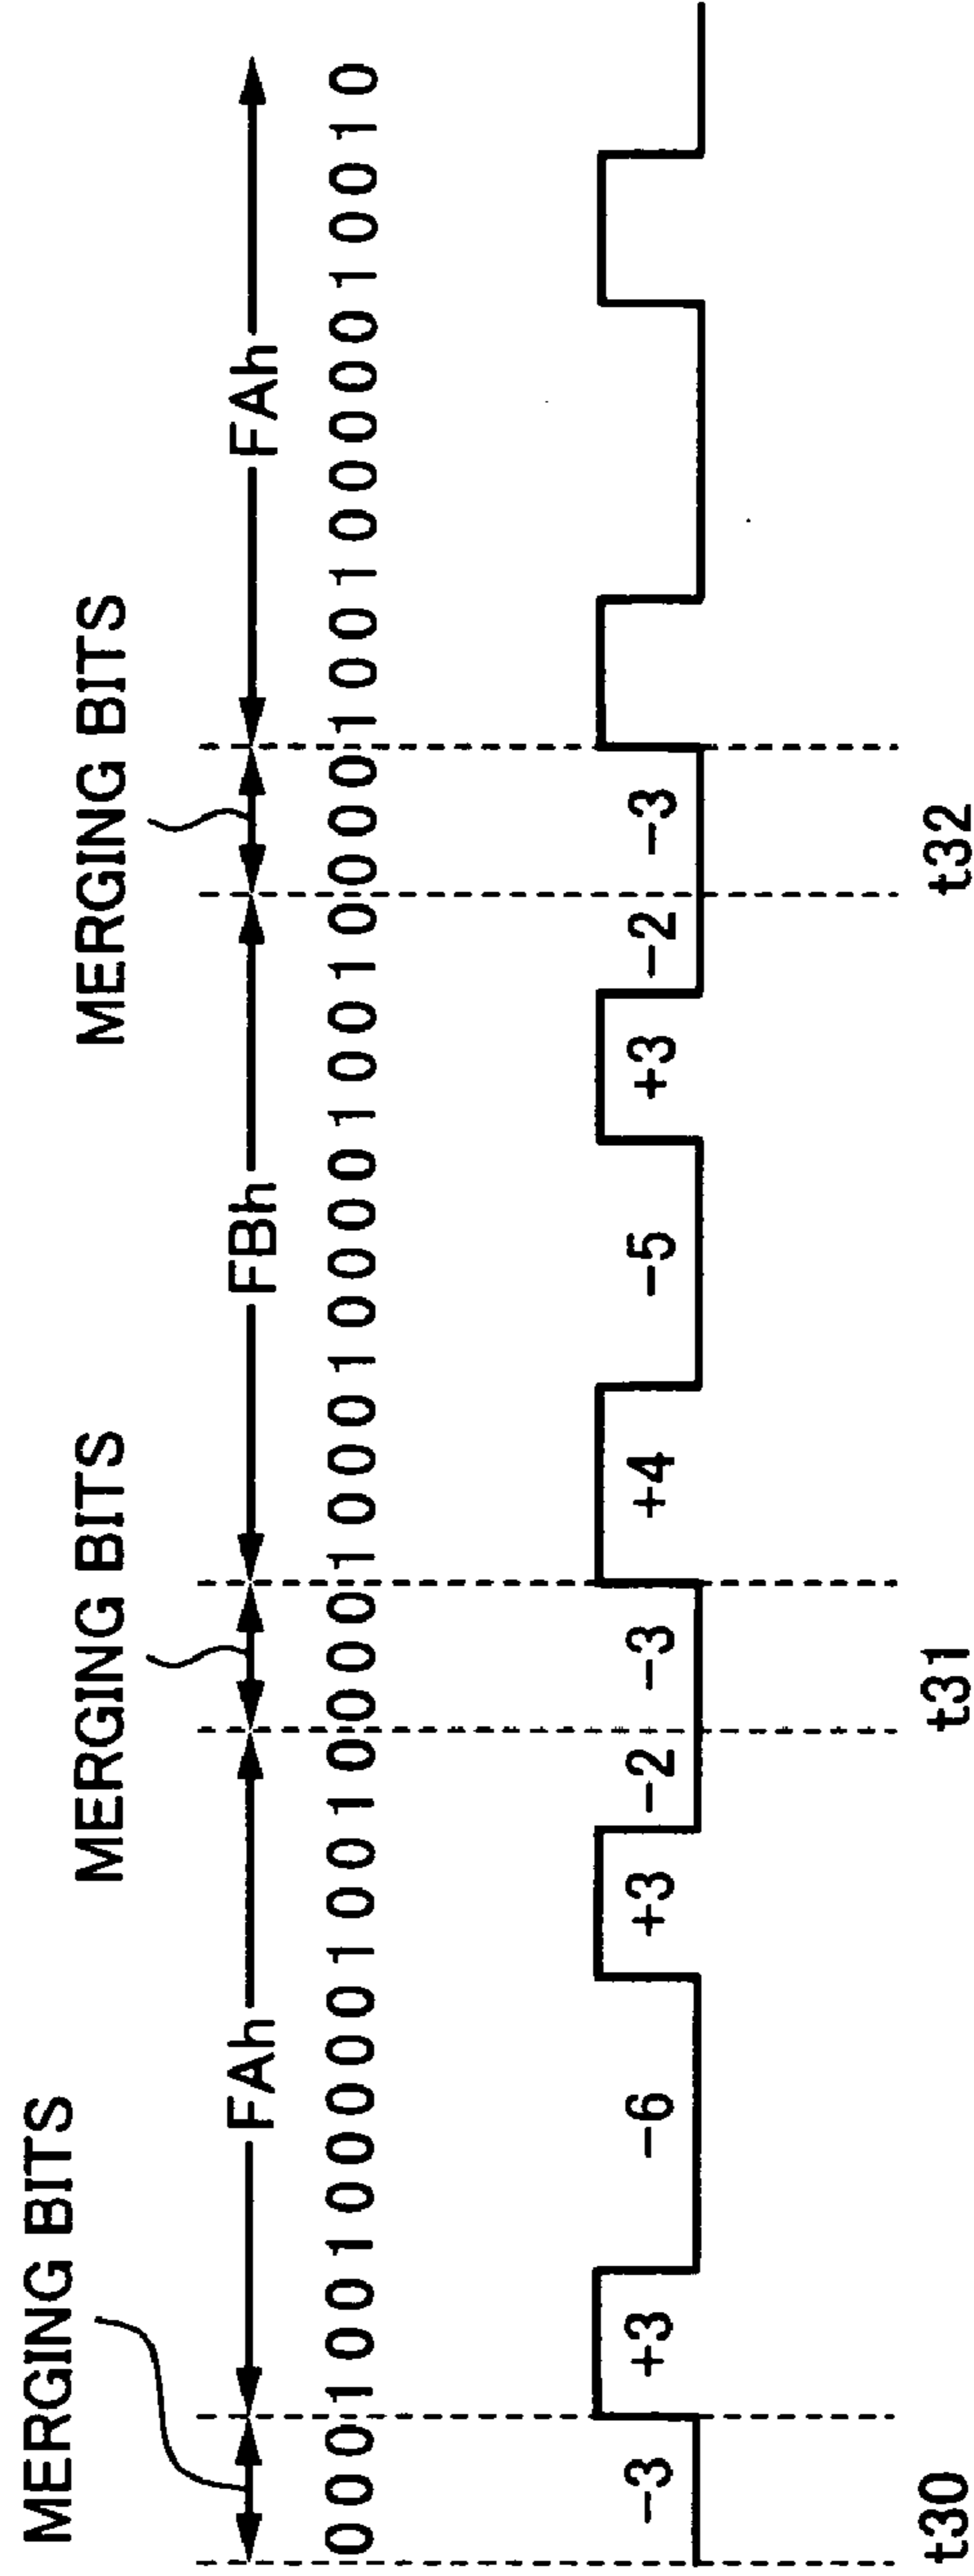 MERGING BITS MERGING BITS MERGING BITS
FAh FBh FAh
000100100000100100001000100001001000010010000010010
−3 +3 −6 +3 −2 −3 +4 −5 +3 −2 −3
t30 t31 t32